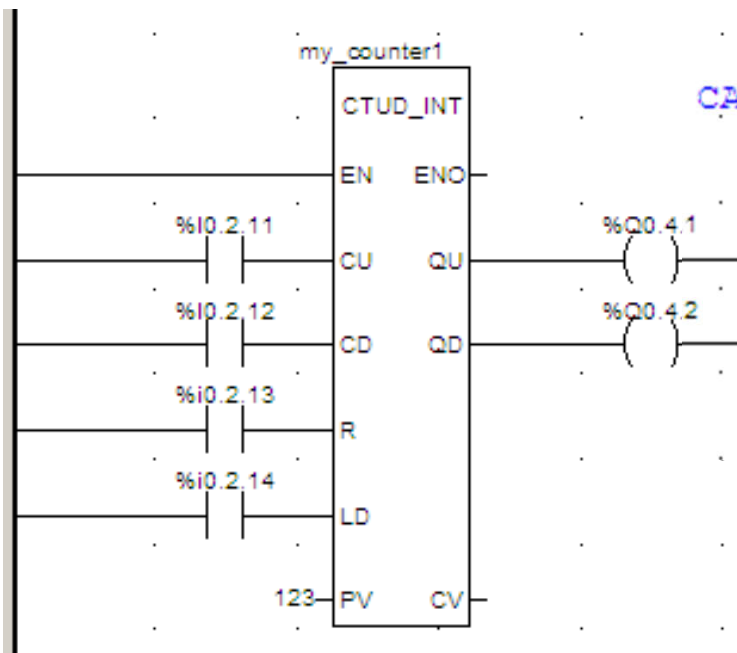 my_counter1
CTUD_INT
CA
EN ENO
%I0.2.11 %Q0.4.1
CU QU
%I0.2.12 %Q0.4.2
CD QD
%i0.2.13
R
%i0.2.14
LD
123 PV CV